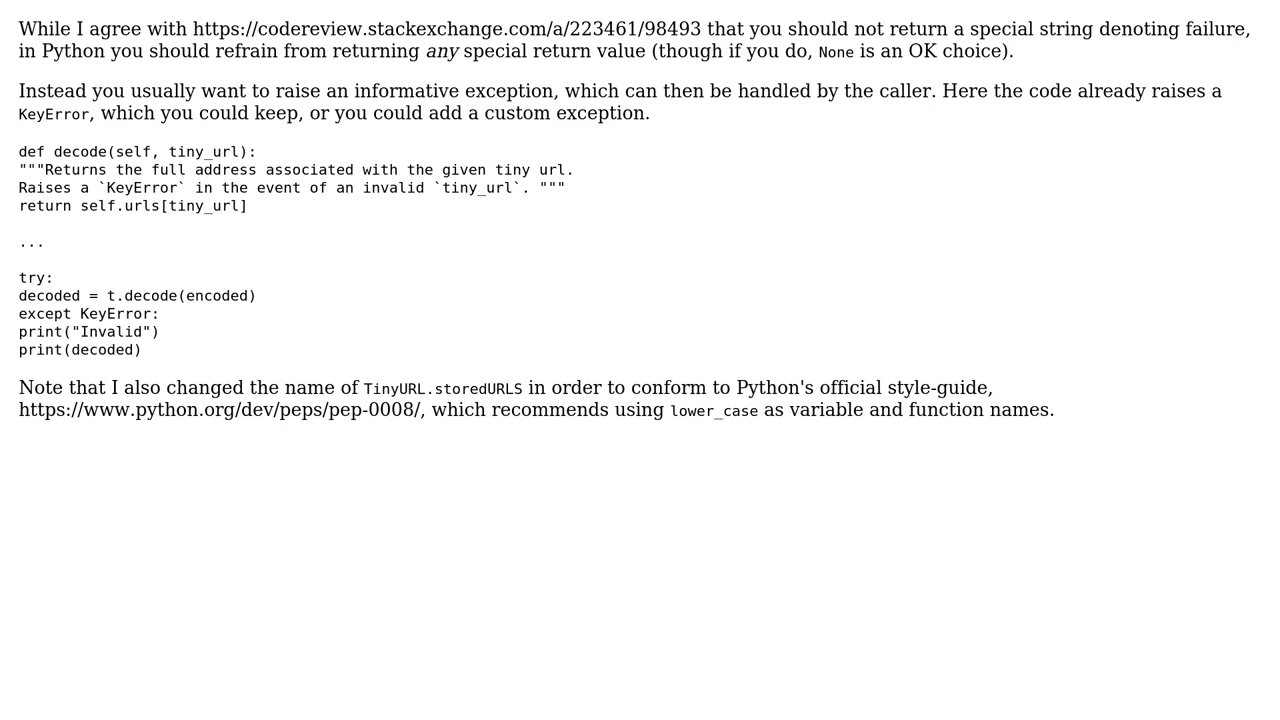 While I agree with https://codereview.stackexchange.com/a/223461/98493 that you should not return a special string denoting failure,
in Python you should refrain from returning any special return value (though if you do, None is an OK choice).
Instead you usually want to raise an informative exception, which can then be handled by the caller. Here the code already raises a
KeyError, which you could keep, or you could add a custom exception.
def decode(self, tiny_url):
"""Returns the full address associated with the given tiny url.
Raises a `KeyError` in the event of an invalid `tiny_url`. """
return self.urls[tiny_url]
...
try:
decoded = t.decode(encoded)
except KeyError:
print("Invalid")
print(decoded)
Note that I also changed the name of TinyURL.storedURLS in order to conform to Python's official style-guide,
https://www.python.org/dev/peps/pep-0008/, which recommends using lower_case as variable and function names.